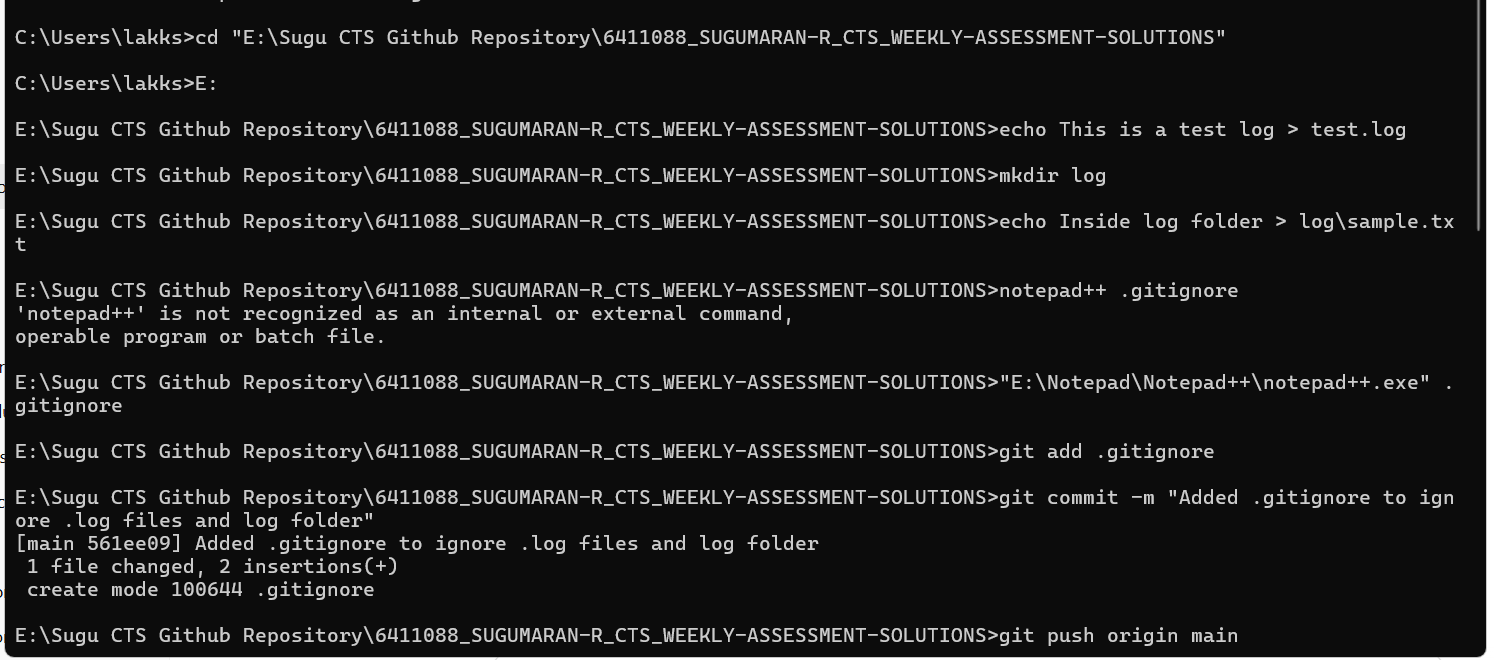 C:\Users\lakks>cd "E:\Sugu CTS Github Repository\6411088_SUGUMARAN-R_CTS_WEEKLY-ASSESSMENT-SOLUTIONS"
C:\Users\lakks>E:
E:\Sugu CTS Github Repository\6411088_SUGUMARAN-R_CTS_WEEKLY-ASSESSMENT-SOLUTIONS>echo This is a test log > test.log
E:\Sugu CTS Github Repository\6411088_SUGUMARAN-R_CTS_WEEKLY-ASSESSMENT-SOLUTIONS>mkdir log
E:\Sugu CTS Github Repository\6411088_SUGUMARAN-R_CTS_WEEKLY-ASSESSMENT-SOLUTIONS>echo Inside log folder > log\sample.tx
t
E:\Sugu CTS Github Repository\6411088_SUGUMARAN-R_CTS_WEEKLY-ASSESSMENT-SOLUTIONS>notepad++ .gitignore
'notepad++' is not recognized as an internal or external command,
operable program or batch file.
E:\Sugu CTS Github Repository\6411088_SUGUMARAN-R_CTS_WEEKLY-ASSESSMENT-SOLUTIONS>"E:\Notepad\Notepad++\notepad++.exe" .
gitignore
E:\Sugu CTS Github Repository\6411088_SUGUMARAN-R_CTS_WEEKLY-ASSESSMENT-SOLUTIONS>git add .gitignore
E:\Sugu CTS Github Repository\6411088_SUGUMARAN-R_CTS_WEEKLY-ASSESSMENT-SOLUTIONS>git commit -m "Added .gitignore to ign
ore .log files and log folder"
[main 561ee09] Added .gitignore to ignore .log files and log folder
 1 file changed, 2 insertions(+)
 create mode 100644 .gitignore
E:\Sugu CTS Github Repository\6411088_SUGUMARAN-R_CTS_WEEKLY-ASSESSMENT-SOLUTIONS>git push origin main